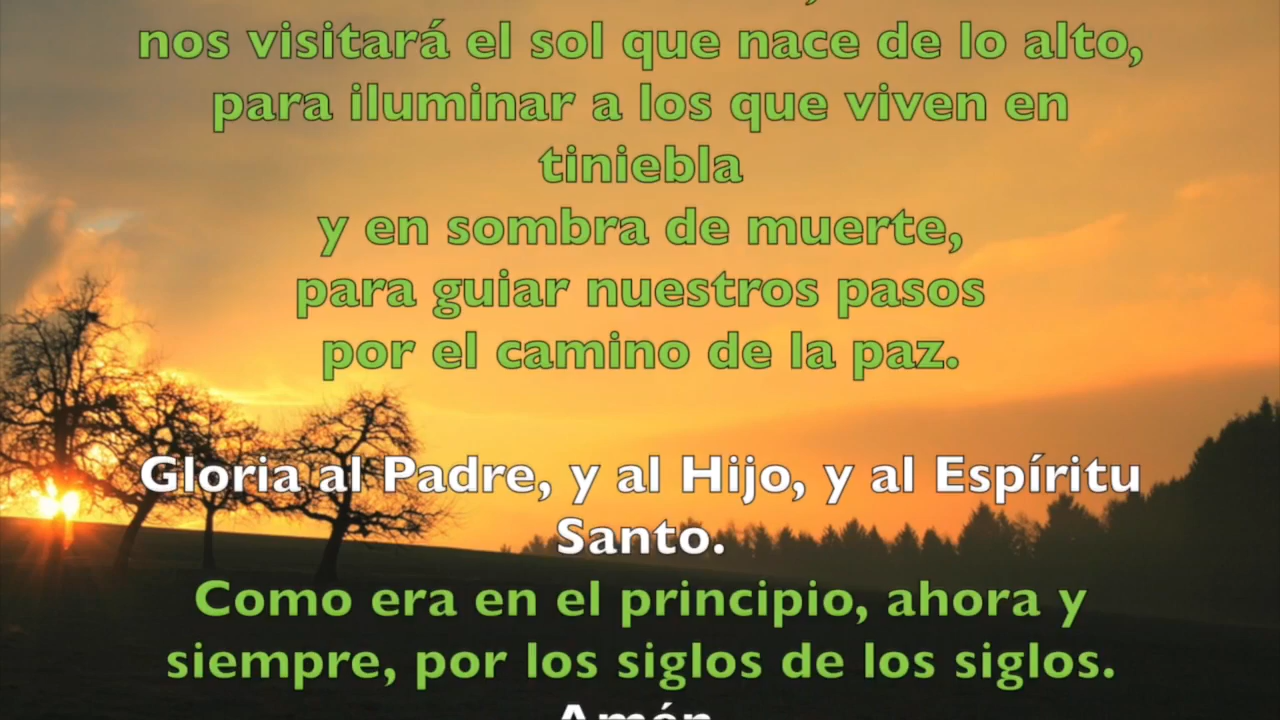 nos visitará el sol que nace de lo alto,
para iluminar a los que viven en
tiniebla
y en sombra de muerte,
para guiar nuestros pasos
por el camino de la paz.
Gloria al Padre, y al Hijo, y al Espíritu
Santo.
Como era en el principio, ahora y
siempre, por los siglos de los siglos.
Amén